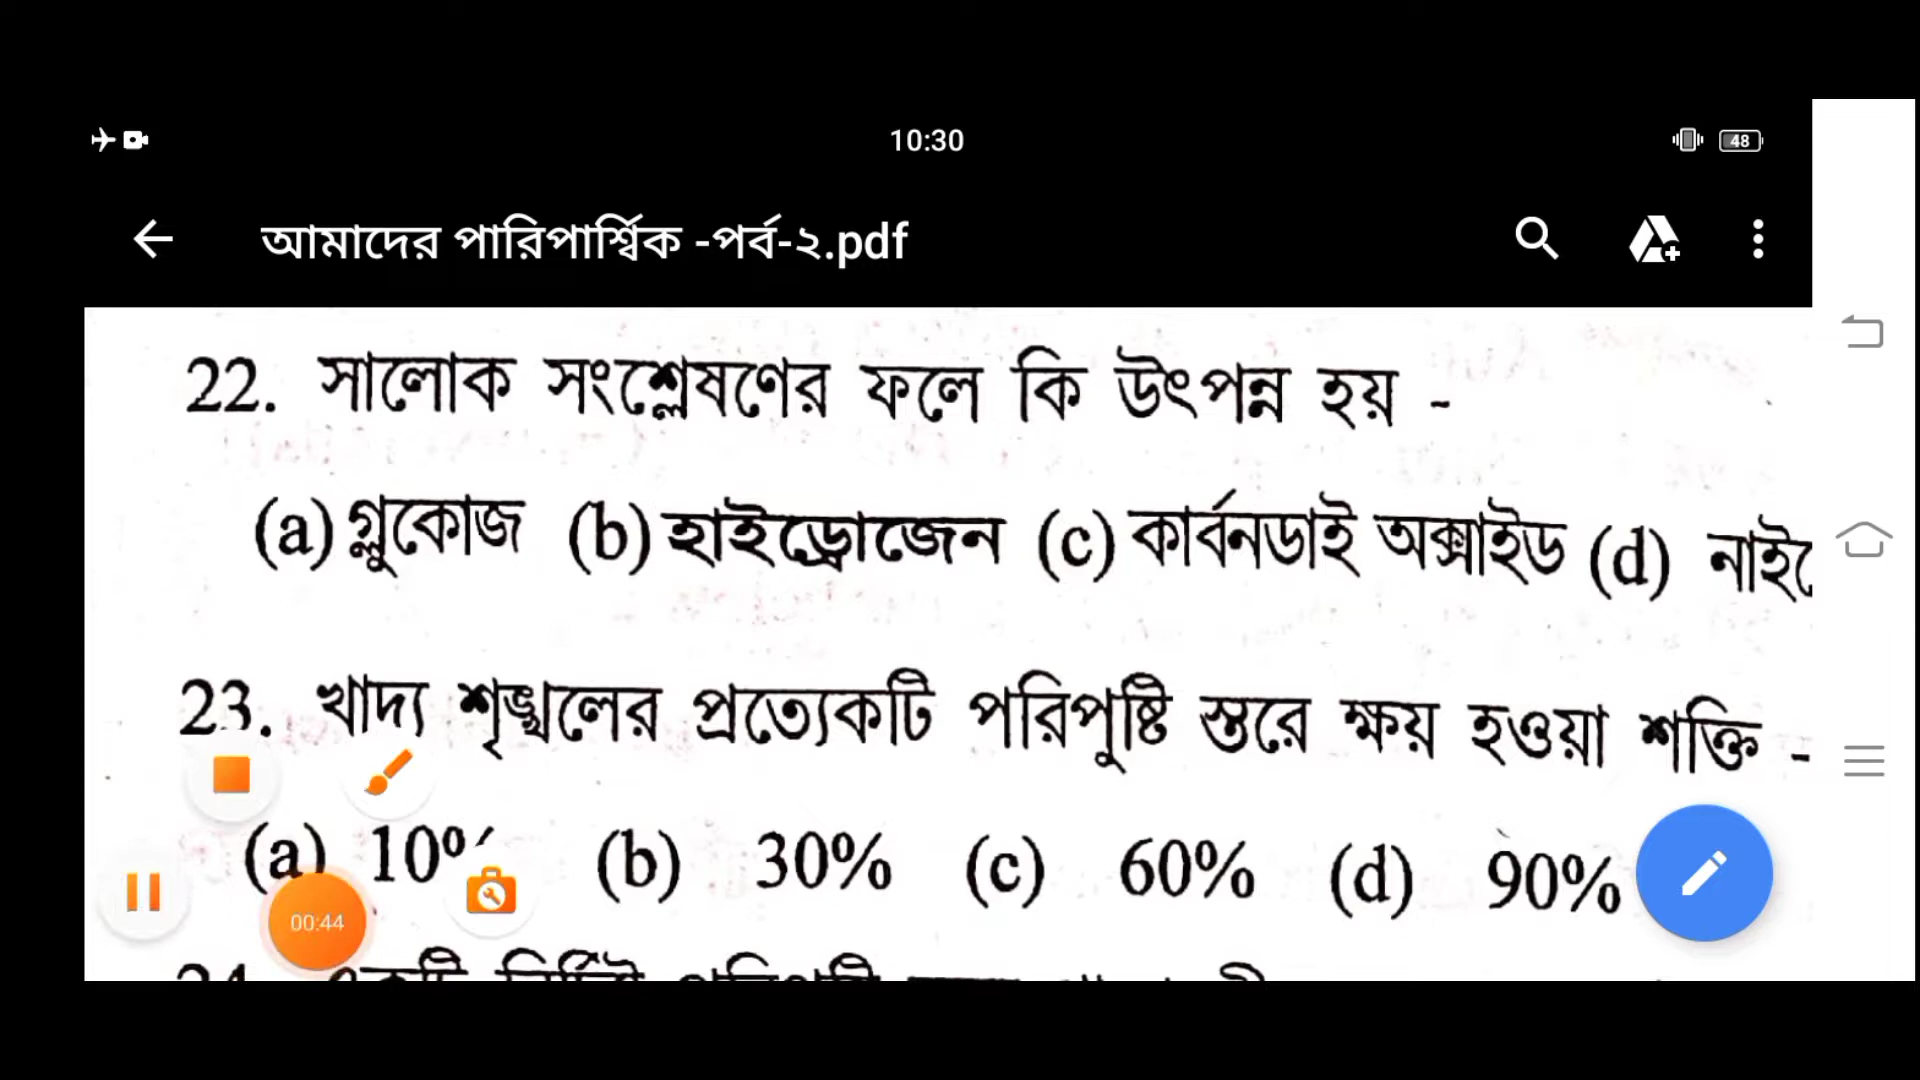 10:30
48
আমাদের পারিপার্শ্বিক -পর্ব-২.pdf
22. সালোক সংশ্লেষণের ফলে কি উৎপন্ন হয় -
(a) গ্লুকোজ (b) হাইড্রোজেন (c) কার্বনডাই অক্সাইড (d)
23. খাদ্য শৃঙ্খলের প্রত্যেকটি পরিপুষ্টি স্তরে ক্ষয় হওয়া শক্তি -
(a) 10% (b) 30% (c) 60% (d) 90%
00:44